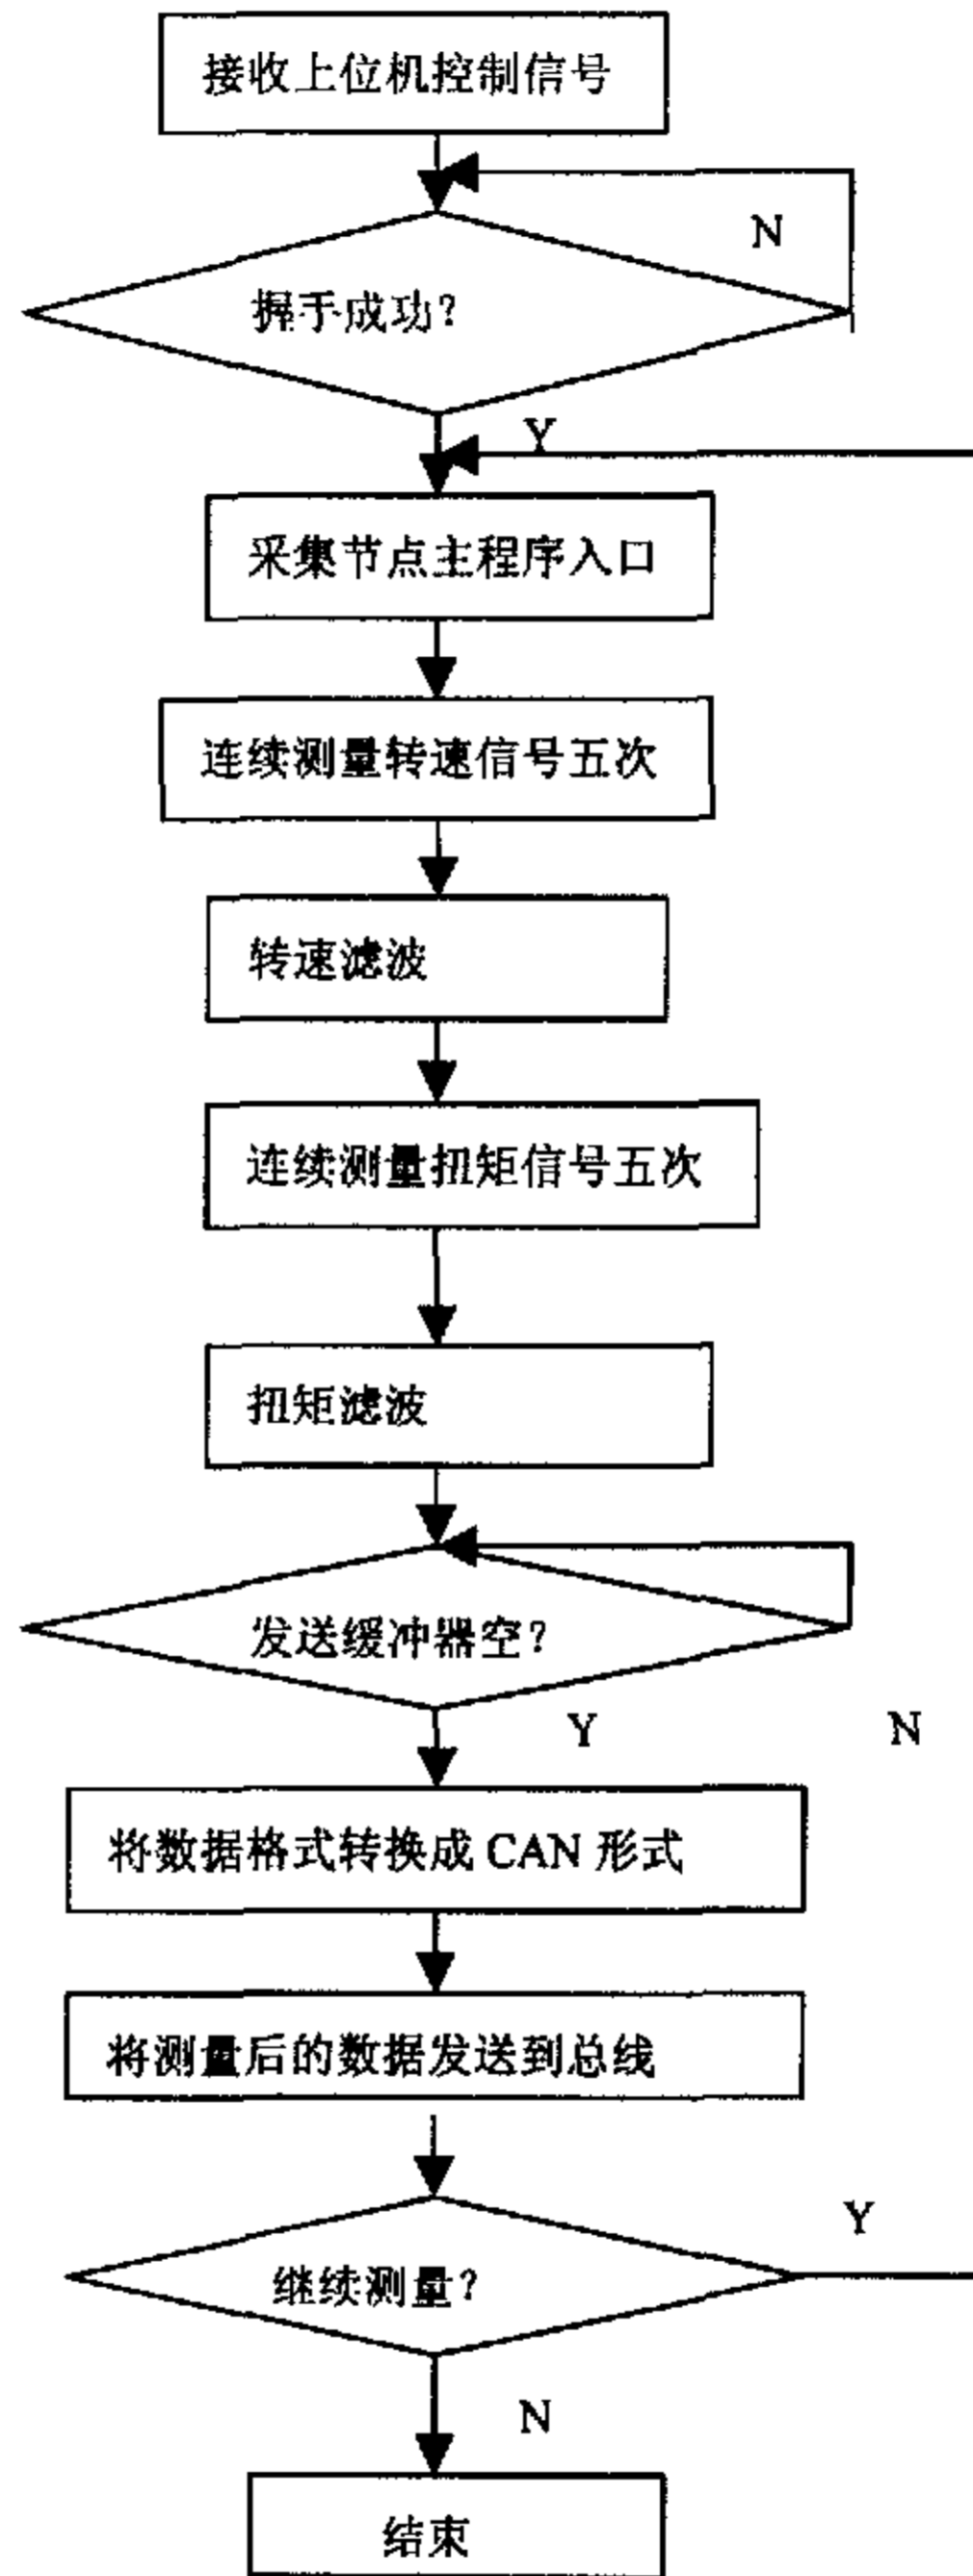 接收上位机控制信号
N
握手成功?
Y
采集节点主程序入口
连续测量转速信号五次
转速滤波
连续测量扭矩信号五次
扭矩滤波
发送缓冲器空?
Y
N
将数据格式转换成 CAN 形式
将测量后的数据发送到总线
Y
继续测量?
N
结束